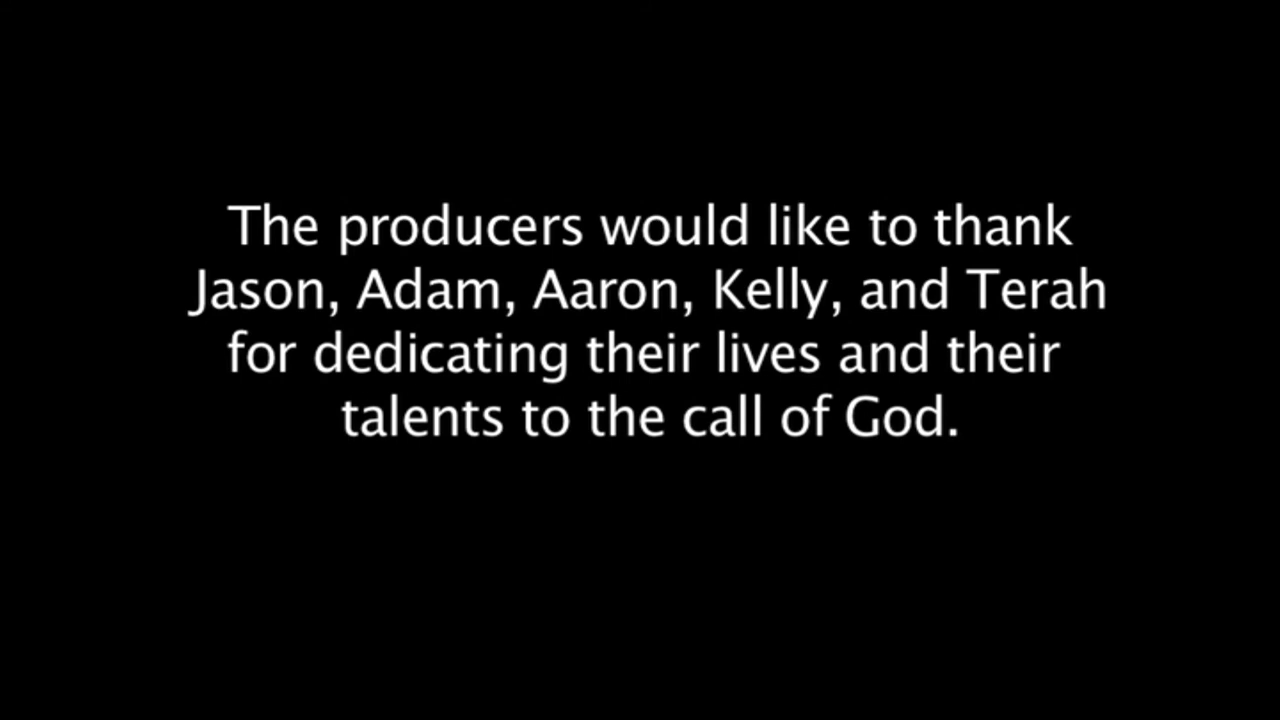 The producers would like to thank
Jason, Adam, Aaron, Kelly, and Terah
for dedicating their lives and their
talents to the call of God.